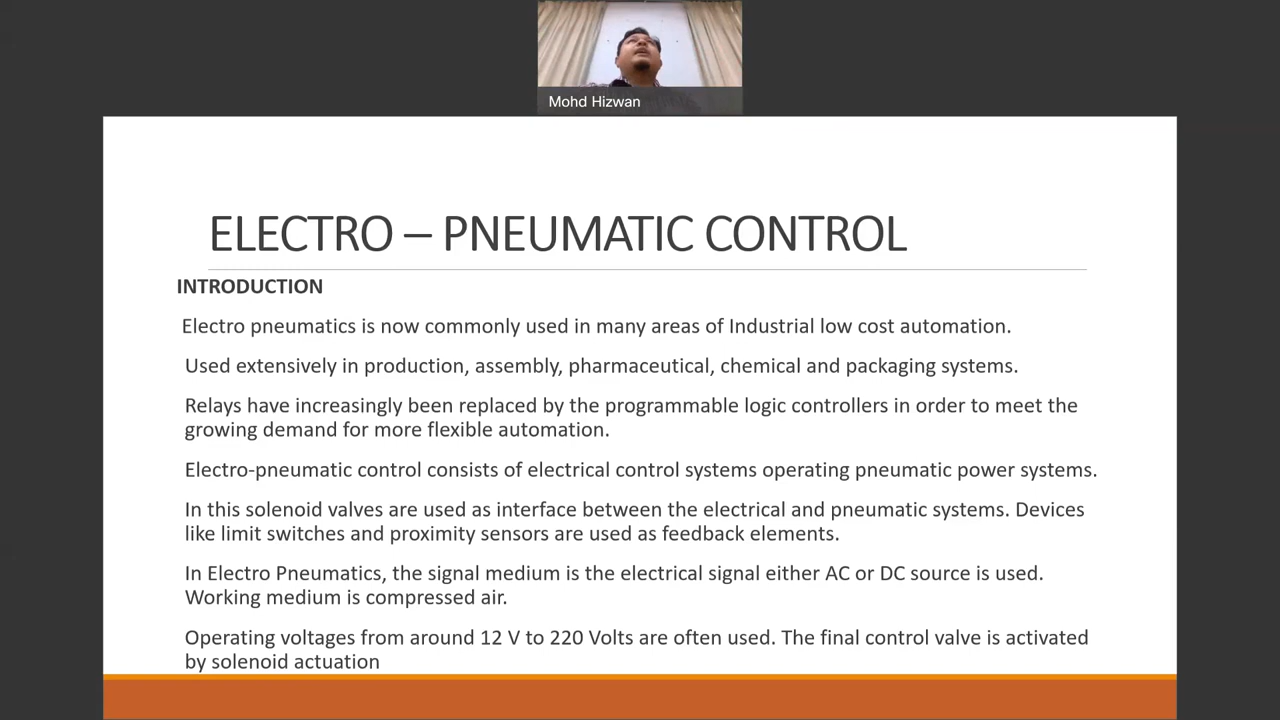 Mohd Hizwan
ELECTRO – PNEUMATIC CONTROL
INTRODUCTION
Electro pneumatics is now commonly used in many areas of Industrial low cost automation.
Used extensively in production, assembly, pharmaceutical, chemical and packaging systems.
Relays have increasingly been replaced by the programmable logic controllers in order to meet the
growing demand for more flexible automation.
Electro-pneumatic control consists of electrical control systems operating pneumatic power systems.
In this solenoid valves are used as interface between the electrical and pneumatic systems. Devices
like limit switches and proximity sensors are used as feedback elements.
In Electro Pneumatics, the signal medium is the electrical signal either AC or DC source is used.
Working medium is compressed air.
Operating voltages from around 12 V to 220 Volts are often used. The final control valve is activated
by solenoid actuation